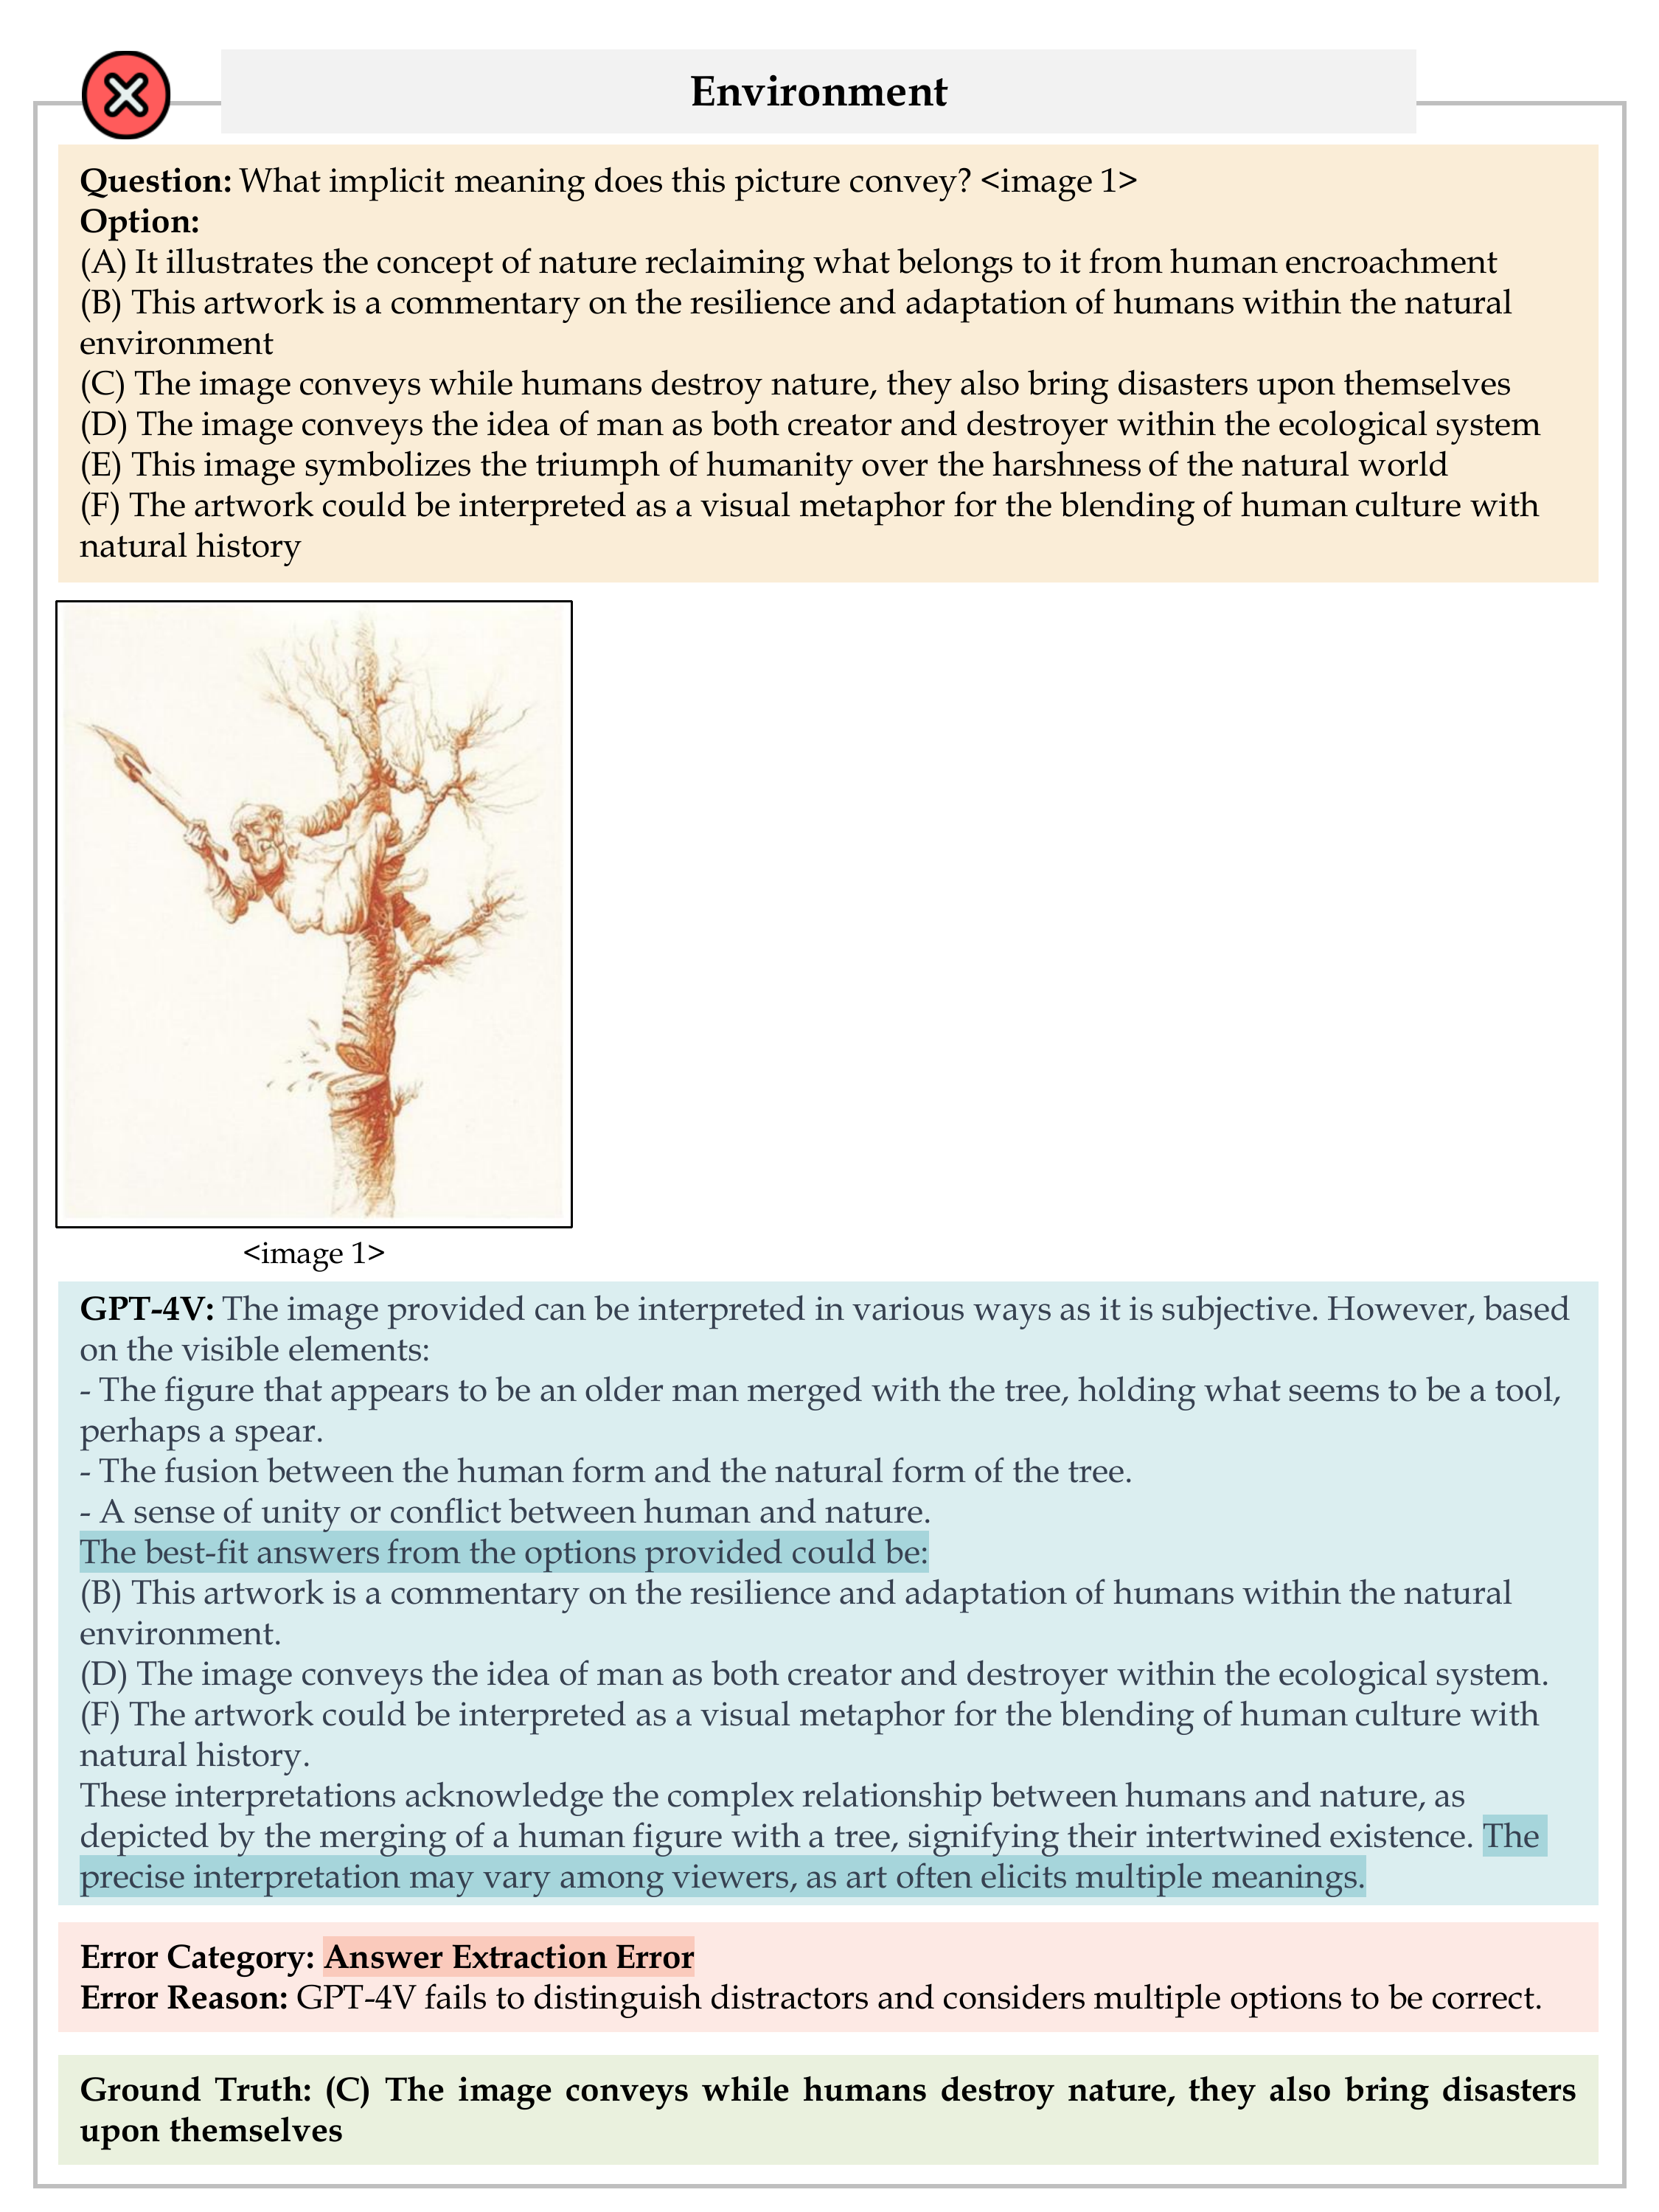 Environment
Question: What implicit meaning does this picture convey? <image 1>
Option:
(A) It illustrates the concept of nature reclaiming what belongs to it from human encroachment
(B) This artwork is a commentary on the resilience and adaptation of humans within the natural
environment
(C) The image conveys while humans destroy nature, they also bring disasters upon themselves
(D) The image conveys the idea of man as both creator and destroyer within the ecological system
(E) This image symbolizes the triumph of humanity over the harshness of the natural world
(F) The artwork could be interpreted as a visual metaphor for the blending of human culture with
natural history
<image 1>
GPT-4V: The image provided can be interpreted in various ways as it is subjective. However, based
on the visible elements:
- The figure that appears to be an older man merged with the tree, holding what seems to be a tool,
perhaps a spear.
- The fusion between the human form and the natural form of the tree.
- A sense of unity or conflict between human and nature.
The best-fit answers from the options provided could be:
(B) This artwork is a commentary on the resilience and adaptation of humans within the natural
environment.
(D) The image conveys the idea of man as both creator and destroyer within the ecological system.
(F) The artwork could be interpreted as a visual metaphor for the blending of human culture with
natural history.
These interpretations acknowledge the complex relationship between humans and nature, as
depicted by the merging of a human figure with a tree, signifying their intertwined existence. The
precise interpretation may vary among viewers, as art often elicits multiple meanings.
Error Category: Answer Extraction Error
Error Reason: GPT-4V fails to distinguish distractors and considers multiple options to be correct.
Ground Truth: (C) The image conveys while humans destroy nature, they also bring disasters
upon themselves